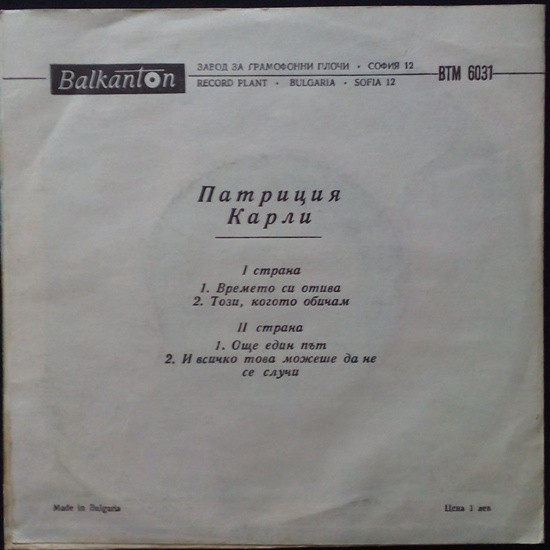 Balkanton
ЗАВОД ЗА ГРАМОФОННИ ПЛОЧИ • СОФИЯ 12
RECORD PLANT • BULGARIA • SOFIA 12
ВТМ 6031
Патриция
Карли
I страна
1. Времето си отива
2. Този, когото обичам
II страна
1. Още един път
2. И всичко това можеше да не
се случи
Made in Bulgaria
Цена 1 лев